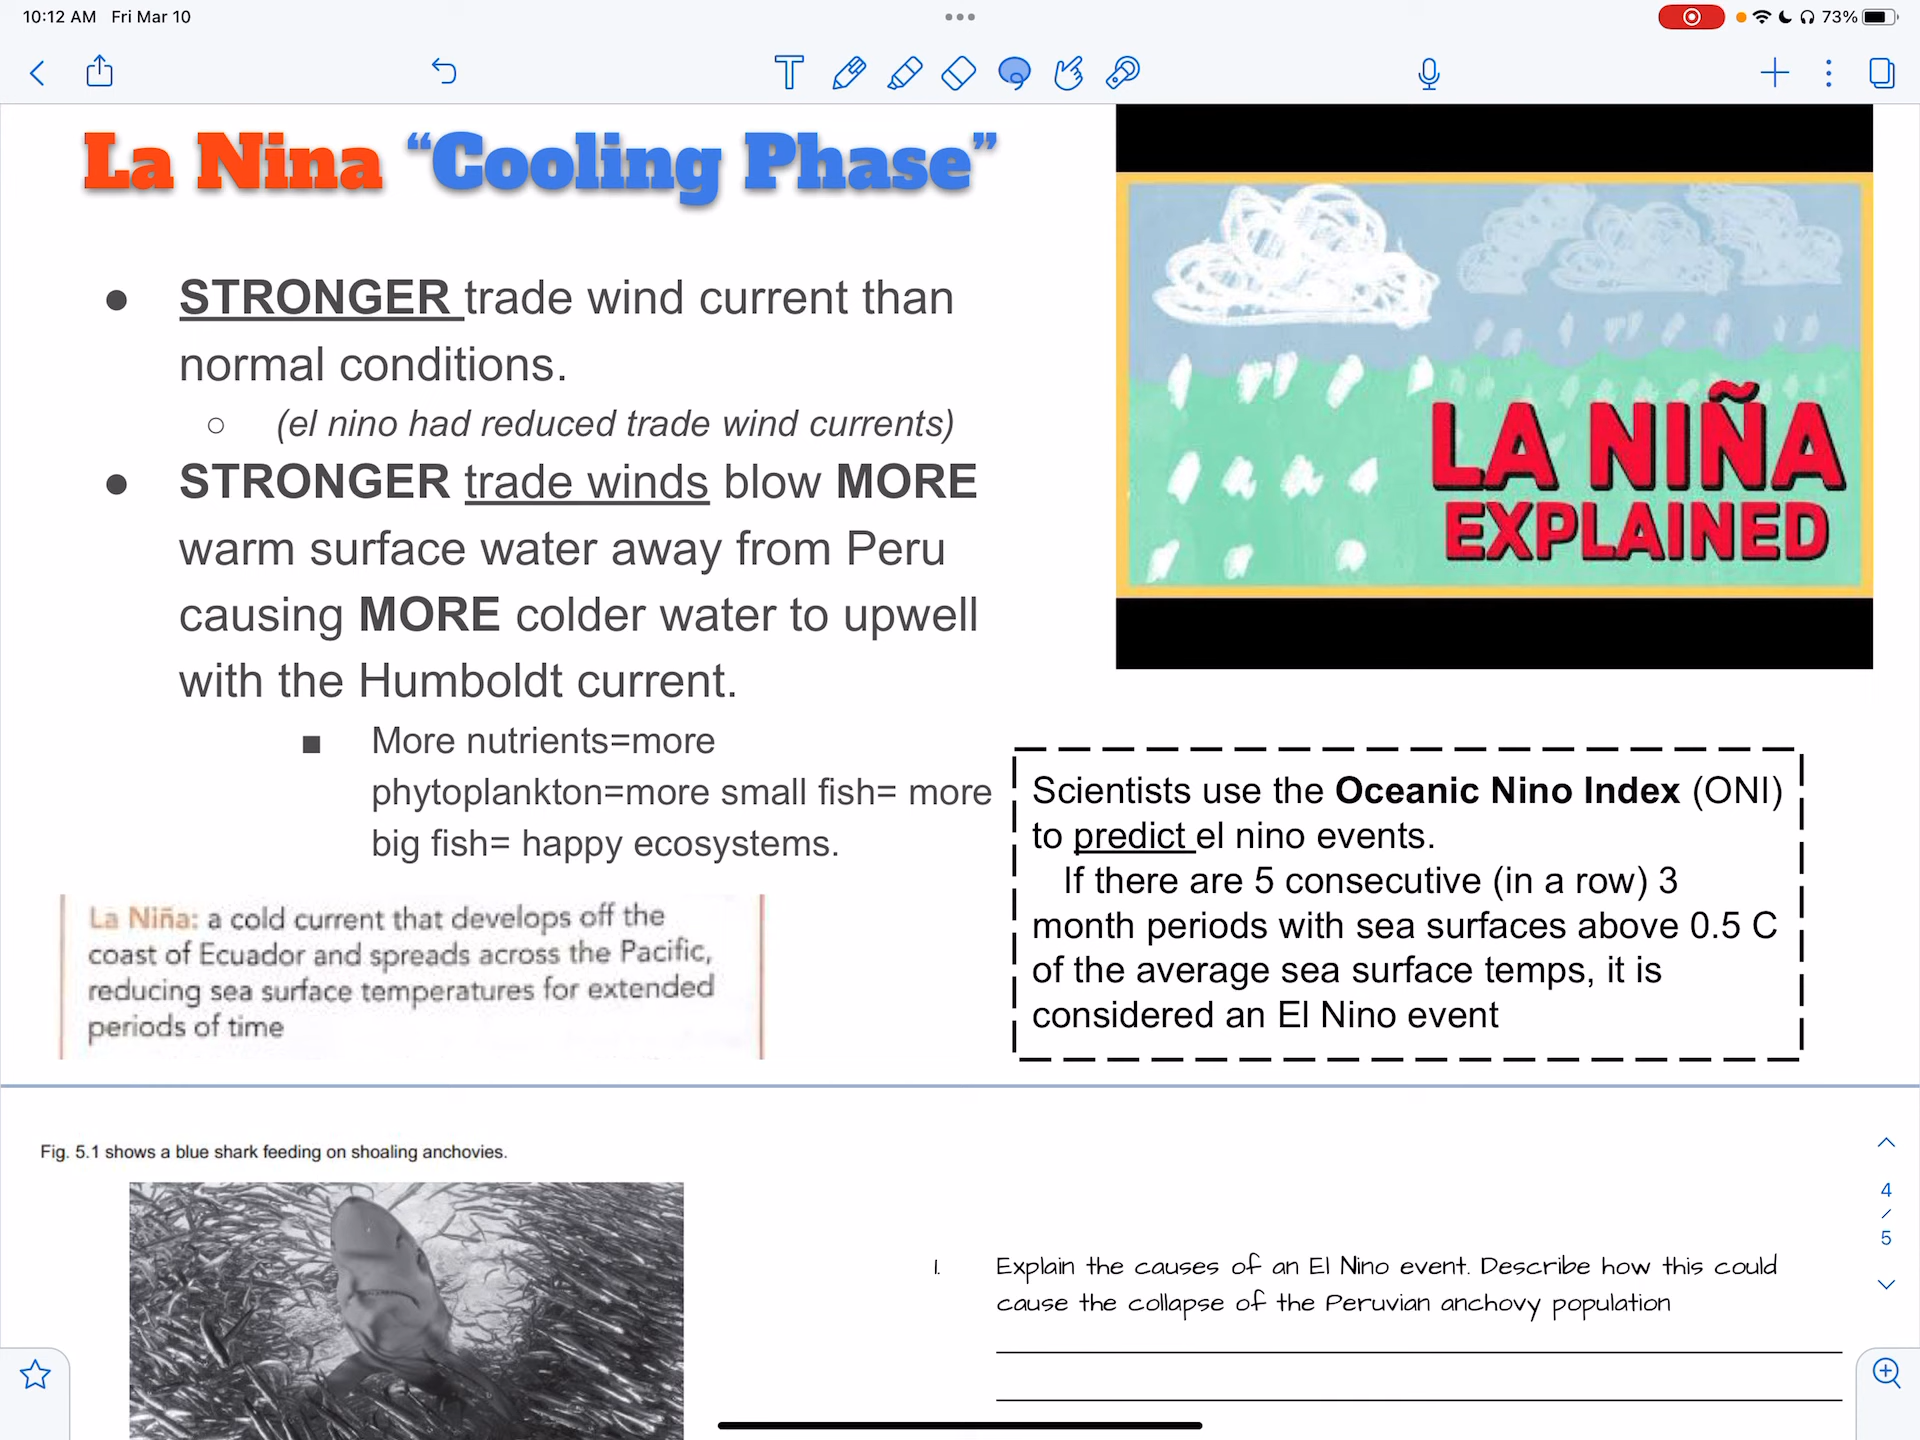 10:12 AM Fri Mar 10
73%
La Nina “Cooling Phase”
● STRONGER trade wind current than
normal conditions.
○ (el nino had reduced trade wind currents)
● STRONGER trade winds blow MORE
warm surface water away from Peru
causing MORE colder water to upwell
with the Humboldt current.
■ More nutrients=more
phytoplankton=more small fish= more
big fish= happy ecosystems.
La Niña: a cold current that develops off the
coast of Ecuador and spreads across the Pacific,
reducing sea surface temperatures for extended
periods of time
LA NIÑA
EXPLAINED
Scientists use the Oceanic Nino Index (ONI)
to predict el nino events.
If there are 5 consecutive (in a row) 3
month periods with sea surfaces above 0.5 C
of the average sea surface temps, it is
considered an El Nino event
Fig. 5.1 shows a blue shark feeding on shoaling anchovies.
1. Explain the causes of an El Nino event. Describe how this could
cause the collapse of the Peruvian anchovy population
4
/
5